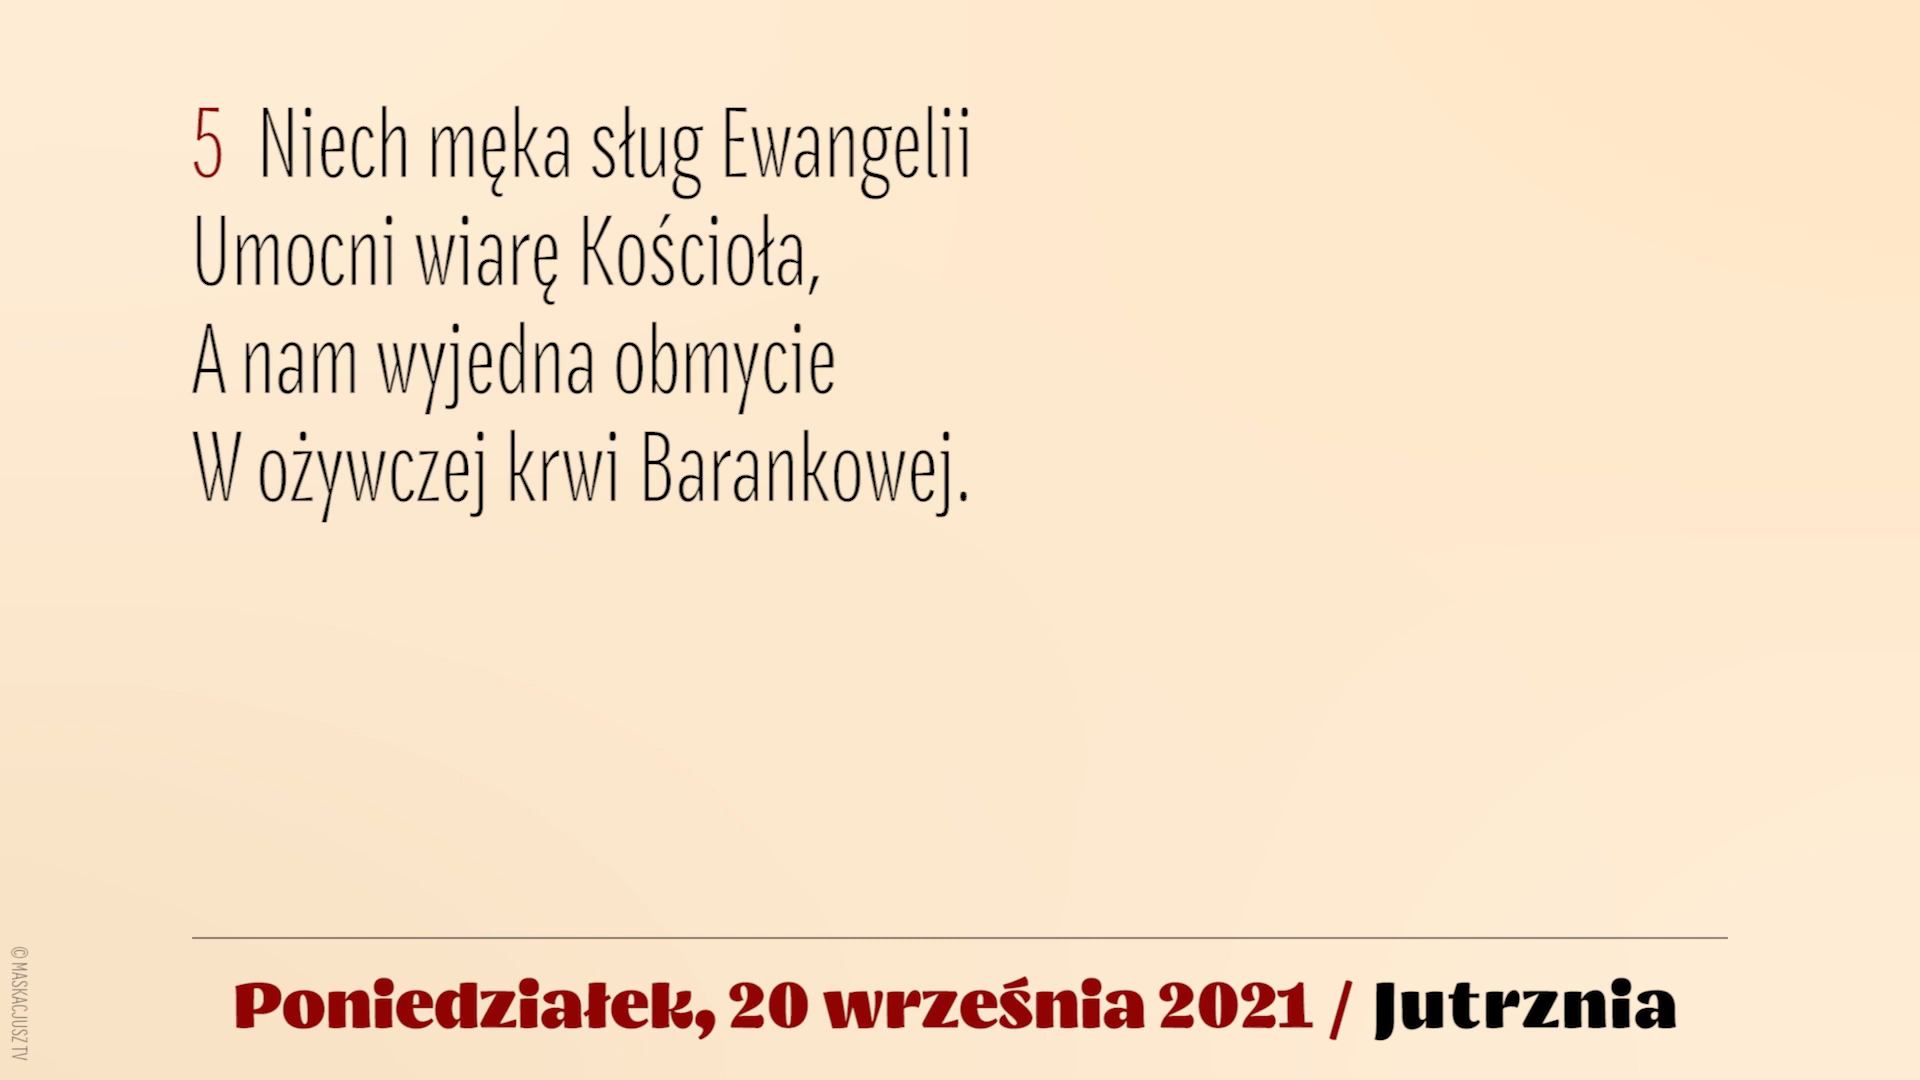 5 Niech męka sług Ewangelii
Umocni wiarę Kościoła,
A nam wyjedna obmycie
W ożywczej krwi Barankowej.
Poniedziałek, 20 września 2021 / Jutrznia
© MASKACJUSZ TV